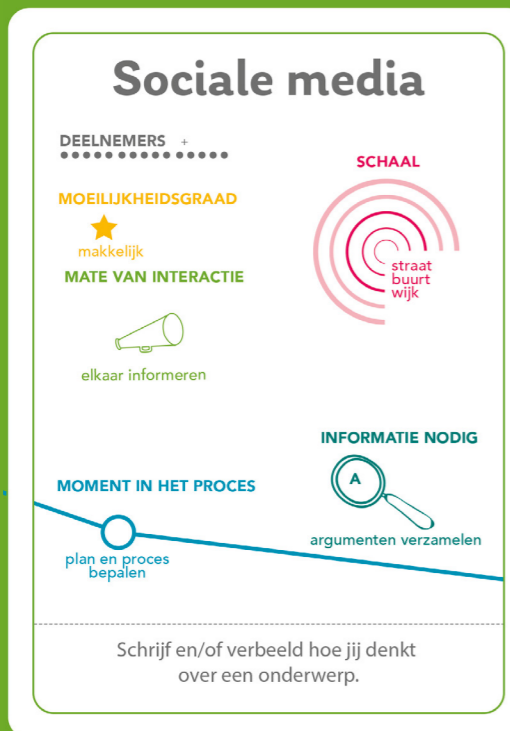 Sociale media
DEELNEMERS +
MOEILIJKHEIDSGRAAD
makkelijk
MATE VAN INTERACTIE
elkaar informeren
SCHAAL
straat
buurt
wijk
INFORMATIE NODIG
A
argumenten verzamelen
MOMENT IN HET PROCES
plan en proces
bepalen
Schrijf en/of verbeeld hoe jij denkt
over een onderwerp.